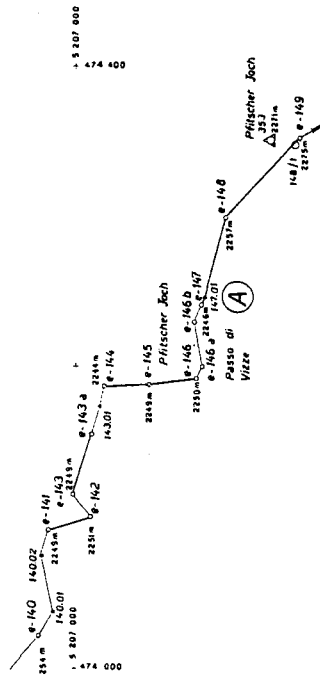 5 207 000
474 400
Pfitscher Joch
353
2271m
e-149
148/1
2275m
e-148
2257m
e-147
147.01
e-146b
2246m
A
e-146a
e-146
2250m
Passo di
Vizze
Pfitscher Joch
e-145
2249m
e-144
2244m
143.01
e-143a
e-143
2249m
e-142
2251m
e-141
2249m
140.02
140.01
e-140
254m
5 207 000
474 000